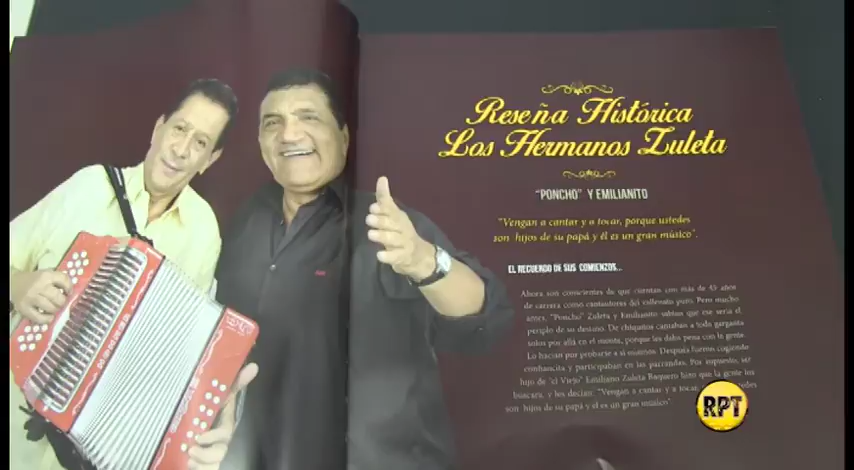 Reseña Histórica
Los Hermanos Zuleta
"PONCHO" Y EMILIANITO
"Vengan a cantar y a tocar, porque ustedes
son hijos de su papá y él es un gran músico".
EL RECUERDO DE SUS COMIENZOS...
Ahora son conscientes de que cuentan con más de 45 años
de carrera como cantautores del vallenato puro. Pero mucho
antes, "Poncho" Zuleta y Emilianito sabían que ese sería el
periplo de su destino. De chiquitos cantaban a todo garganta
solos por allá en el monte, porque les daba pena con la gente.
Lo hacían por probarse a sí mismos. Después fueron cogiendo
confiancita y participaban en las parrandas. Por supuesto, ser
hijo de "el Viejo" Emiliano Zuleta Baquero hizo que la gente los
buscara, y les decían: "Vengan a cantar y a tocar,
son hijos de su papá y el es un gran músico"
RPT